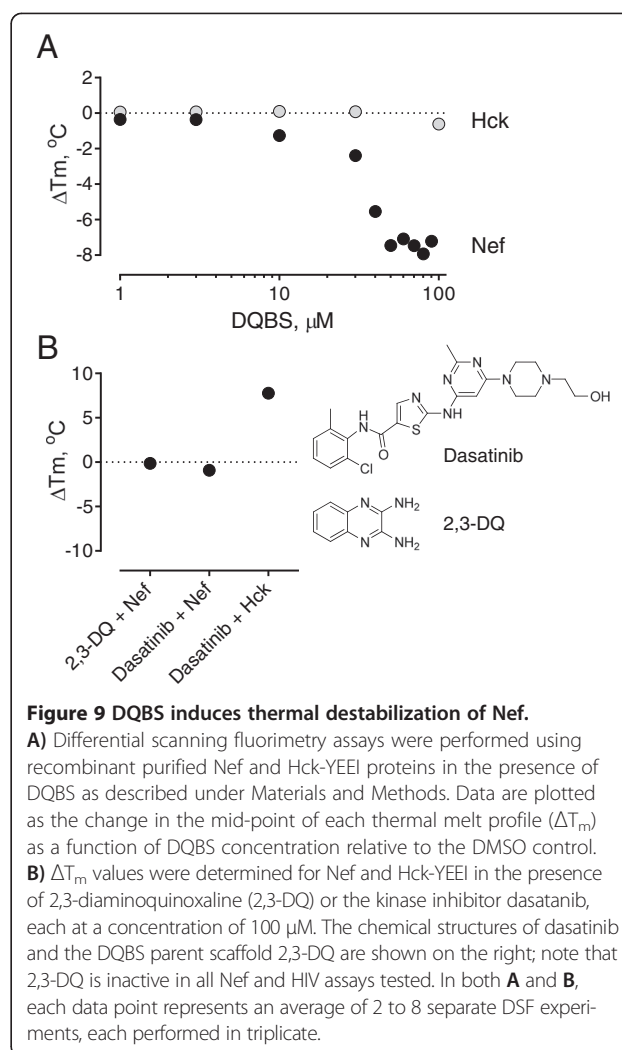 A
2
0
-2
-4
-6
-8
ΔTm, °C
Hck
Nef
1
10
100
DQBS, μM
B
10
5
0
-5
-10
ΔTm, °C
2,3-DQ + Nef
Dasatinib + Nef
Dasatinib + Hck
N
N
N
N
N
OH
N
NH
S
H
N
O
Cl
Dasatinib
N
NH₂
N
NH₂
2,3-DQ
Figure 9 DQBS induces thermal destabilization of Nef.
A) Differential scanning fluorimetry assays were performed using
recombinant purified Nef and Hck-YEEI proteins in the presence of
DQBS as described under Materials and Methods. Data are plotted
as the change in the mid-point of each thermal melt profile (ΔTₘ)
as a function of DQBS concentration relative to the DMSO control.
B) ΔTₘ values were determined for Nef and Hck-YEEI in the presence
of 2,3-diaminoquinoxaline (2,3-DQ) or the kinase inhibitor dasatanib,
each at a concentration of 100 μM. The chemical structures of dasatinib
and the DQBS parent scaffold 2,3-DQ are shown on the right; note that
2,3-DQ is inactive in all Nef and HIV assays tested. In both A and B,
each data point represents an average of 2 to 8 separate DSF experi-
ments, each performed in triplicate.